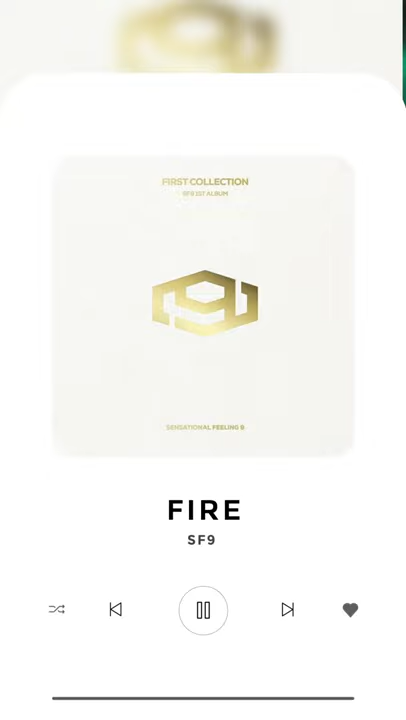 FIRST COLLECTION
SF9 1ST ALBUM
SENSATIONAL FEELING 9
FIRE
SF9